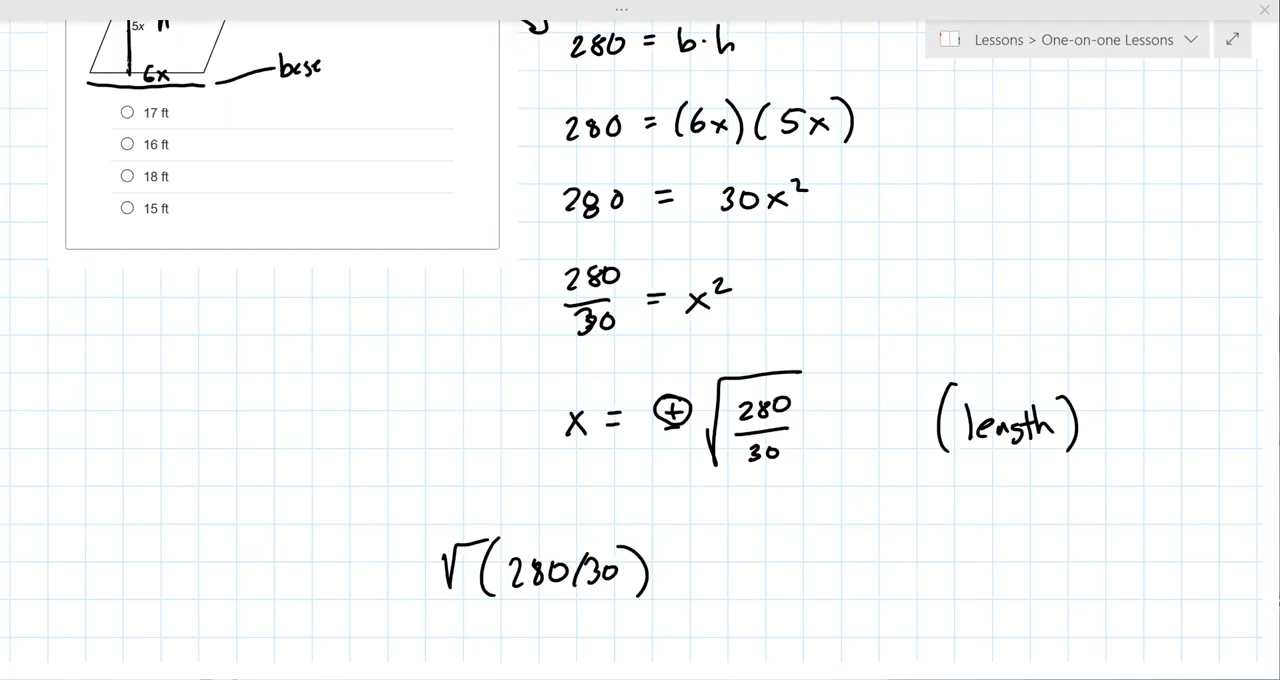 Lessons > One-on-one Lessons
5x h
6x
base
17 ft
16 ft
18 ft
15 ft
280 = b·h
280 = (6x)(5x)
280 = 30x²
280/30 = x²
x = ± √280/30 (length)
√(280/30)